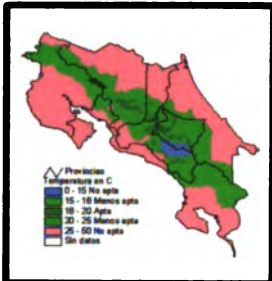 Provincias
Temperatura en C
0 - 15 No apta
15 - 18 Menos apta
18 - 20 Apta
20 - 25 Menos apta
25 - 50 No apta
Sin datos